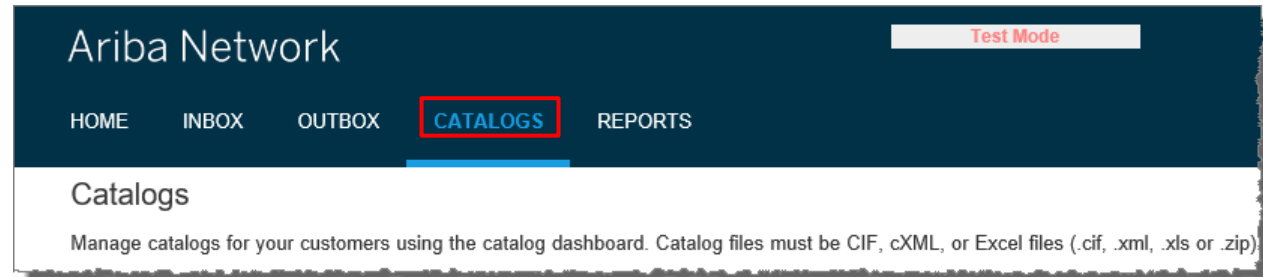 Ariba Network
Test Mode
HOME INBOX OUTBOX CATALOGS REPORTS
Catalogs
Manage catalogs for your customers using the catalog dashboard. Catalog files must be CIF, cXML, or Excel files (.cif, .xml, .xls or .zip)